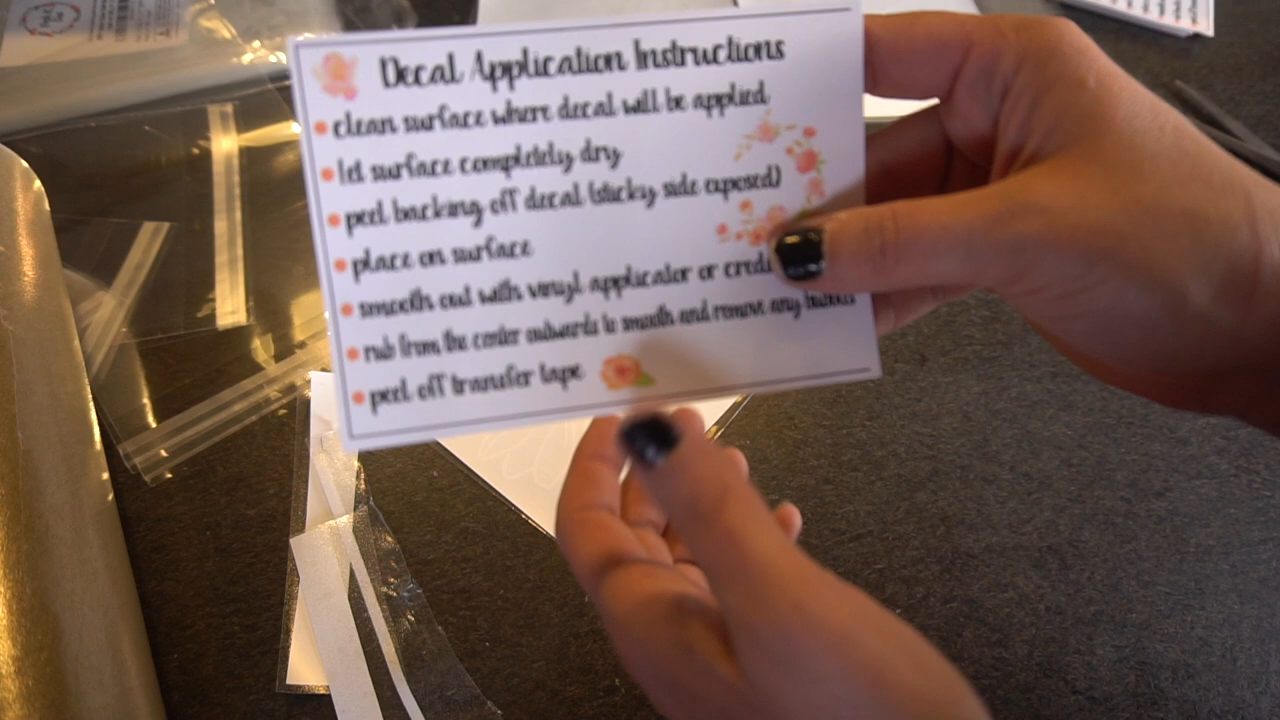 Decal Application Instructions
clean surface where decal will be applied
let surface completely dry
peel backing off decal (sticky side exposed)
place on surface
smooth out with vinyl applicator or credi
rub from the center outwards to smooth and remove any
peel off transfer tape